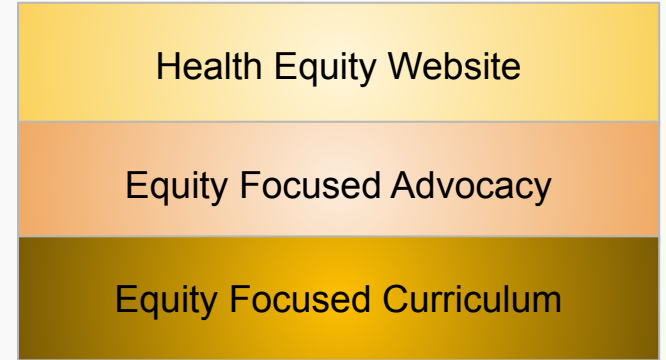 Health Equity Website
Equity Focused Advocacy
Equity Focused Curriculum